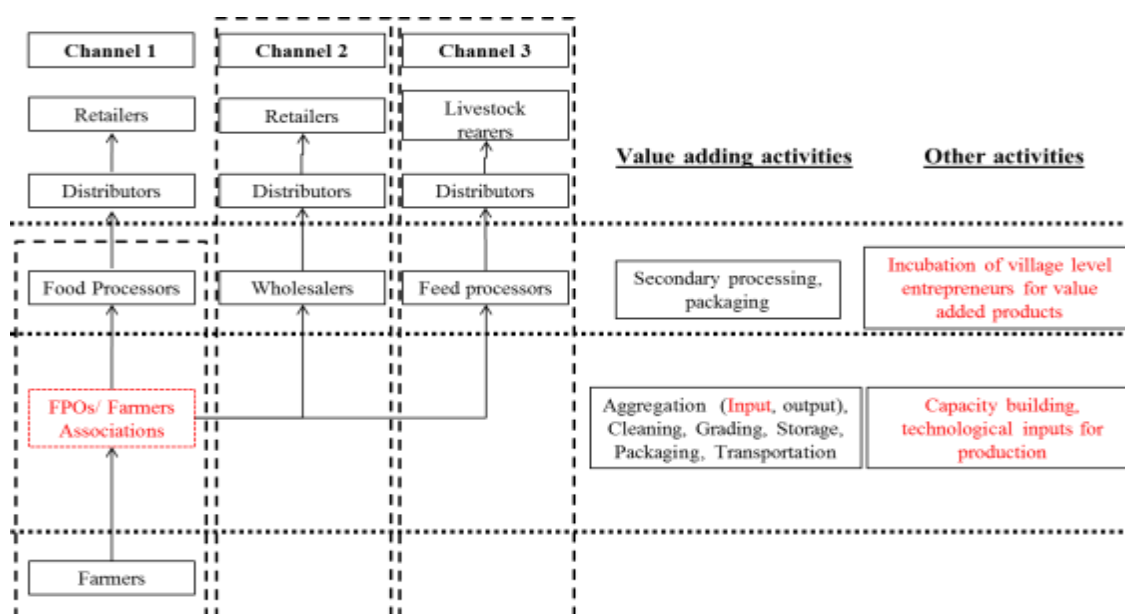 Channel 1
Channel 2
Channel 3
Retailers
Retailers
Livestock
rearers
Value adding activities
Other activities
Distributors
Distributors
Distributors
Food Processors
Wholesalers
Feed processors
Secondary processing,
packaging
Incubation of village level
entrepreneurs for value
added products
FPOs/ Farmers
Associations
Aggregation (Input, output),
Cleaning, Grading, Storage,
Packaging, Transportation
Capacity building,
technological inputs for
production
Farmers